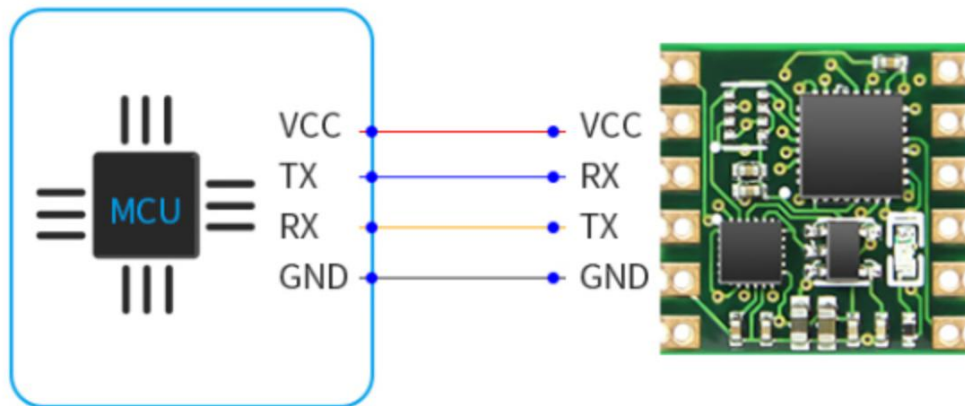 VCC VCC
TX RX
MCU
RX TX
GND GND